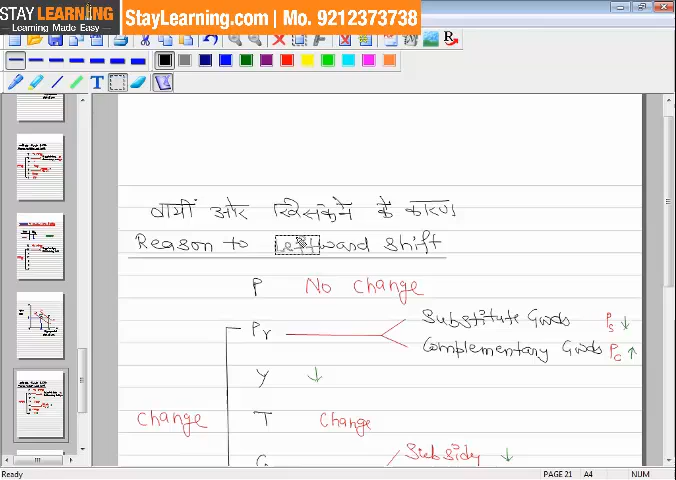 STAY LEARNING
Learning Made Easy
StayLearning.com | Mo. 9212373738
वायीं ओर खिसकने के कारण
Reason to Leftward shift
P No Change
Pr Substitute Goods Ps ↓
Complementary Goods Pc ↑
Y ↓
Change T Change
G Subsidy ↓
Ready PAGE 21 A4 NUM